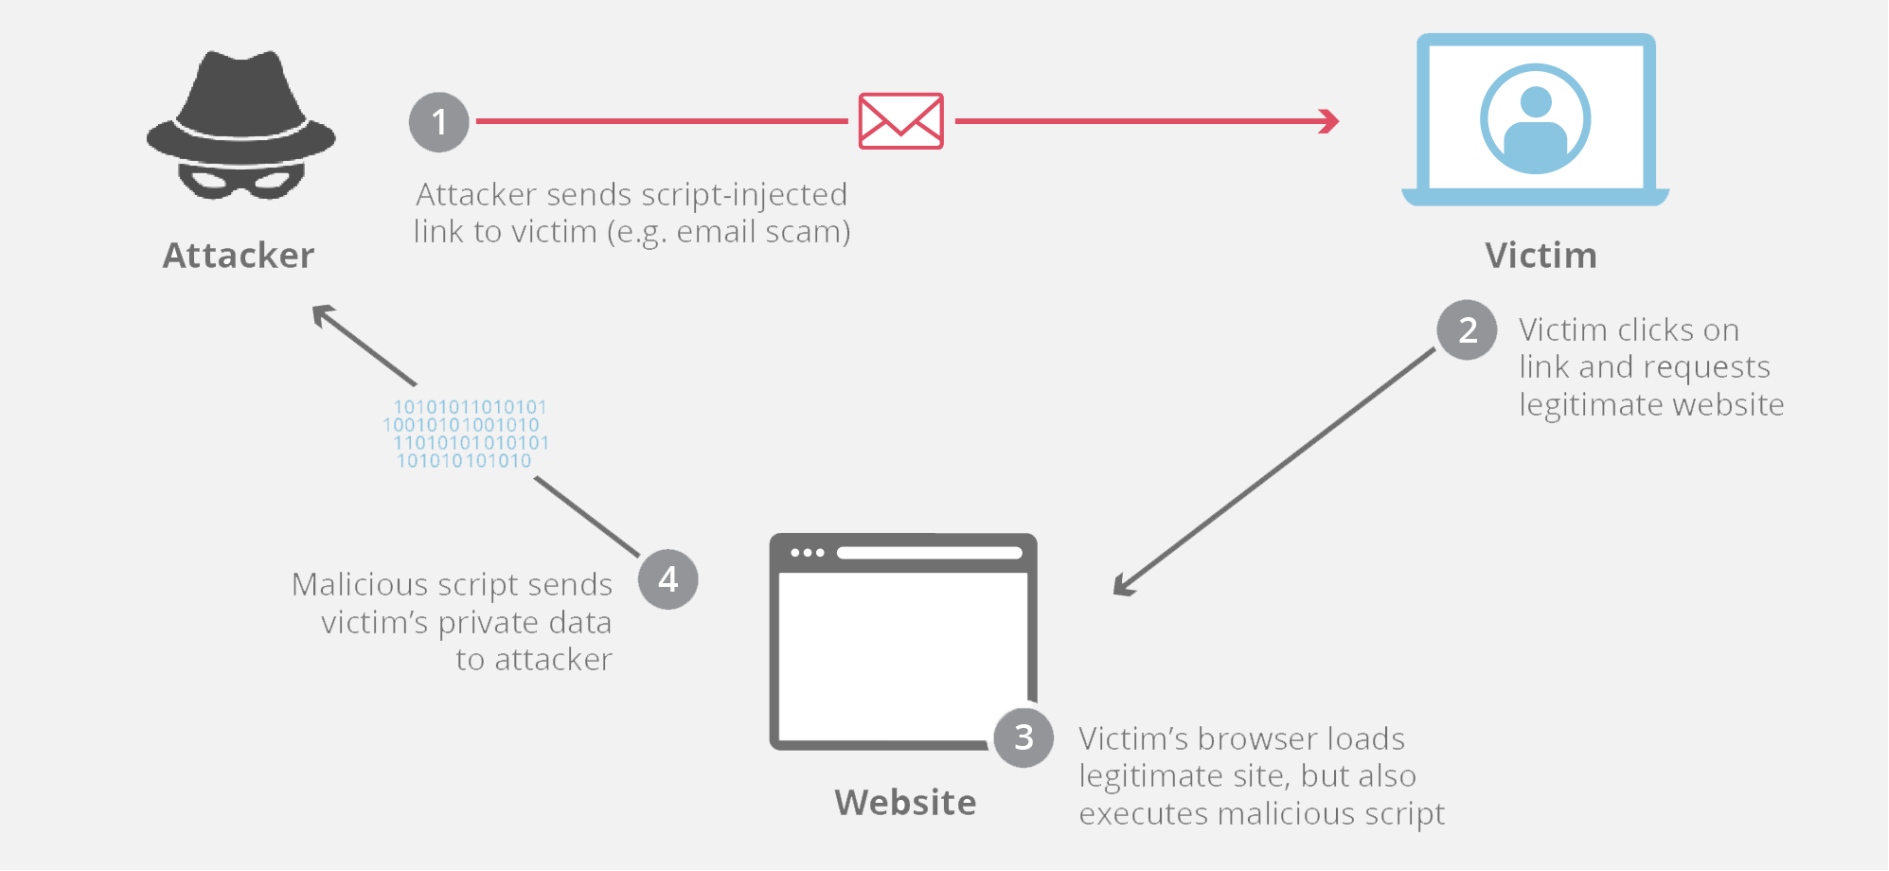 1
Attacker sends script-injected
link to victim (e.g. email scam)
Attacker
Victim
2
Victim clicks on
link and requests
legitimate website
10101011010101
10010101001010
11010101010101
101010101010
4
Malicious script sends
victim’s private data
to attacker
3
Victim’s browser loads
legitimate site, but also
executes malicious script
Website